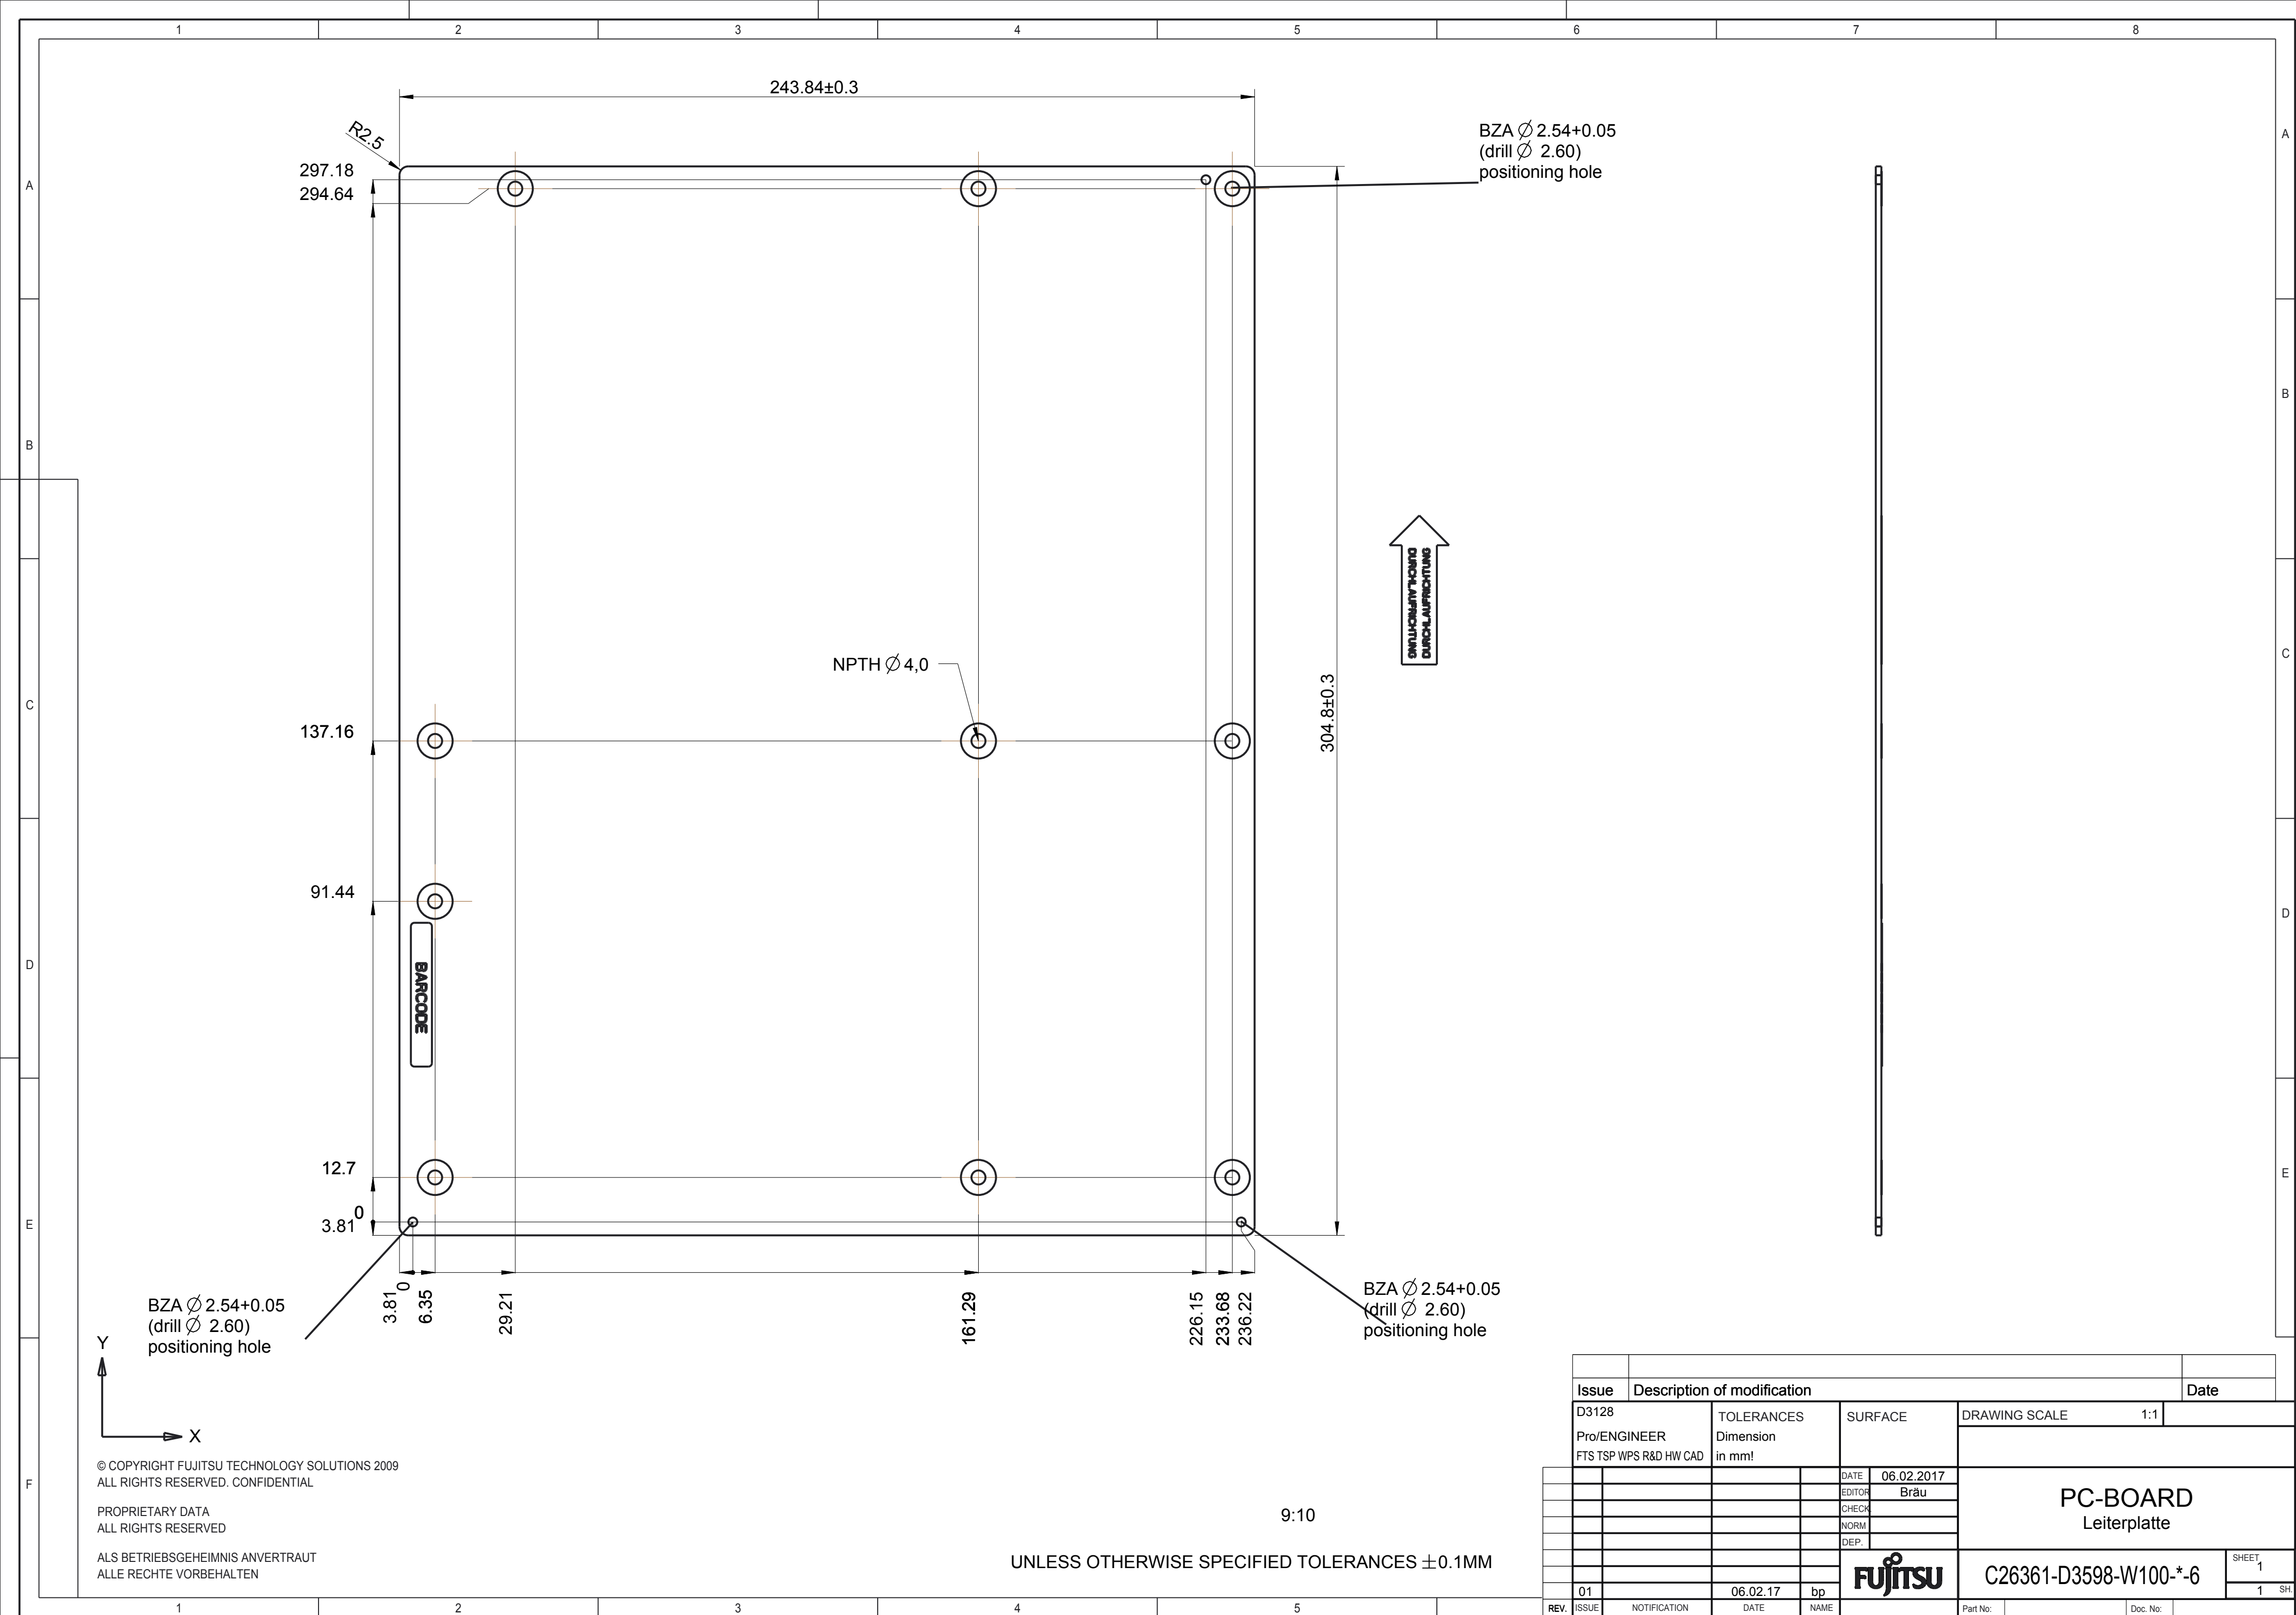 1 2 3 4 5 6 7 8
A
B
C
D
E
F
A
B
C
D
E
243.84±0.3
R2.5
297.18
294.64
BZA Ø 2.54+0.05
(drill Ø 2.60)
positioning hole
DURCHLAUFRICHTUNG
DURCHLAUFRICHTUNG
NPTH Ø 4,0
304.8±0.3
137.16
91.44
BARCODE
12.7
0
3.81
3.81
0
6.35
29.21
161.29
226.15
233.68
236.22
BZA Ø 2.54+0.05
(drill Ø 2.60)
positioning hole
BZA Ø 2.54+0.05
(drill Ø 2.60)
positioning hole
Y
X
© COPYRIGHT FUJITSU TECHNOLOGY SOLUTIONS 2009
ALL RIGHTS RESERVED. CONFIDENTIAL
PROPRIETARY DATA
ALL RIGHTS RESERVED
ALS BETRIEBSGEHEIMNIS ANVERTRAUT
ALLE RECHTE VORBEHALTEN
9:10
UNLESS OTHERWISE SPECIFIED TOLERANCES ±0.1MM
Issue Description of modification Date
D3128
Pro/ENGINEER
FTS TSP WPS R&D HW CAD
TOLERANCES
Dimension
in mm!
SURFACE
DRAWING SCALE 1:1
DATE 06.02.2017
EDITOR Bräu
CHECK
NORM
DEP.
PC-BOARD
Leiterplatte
FUJITSU
C26361-D3598-W100-*-6
SHEET
1
1 SH.
01 06.02.17 bp
REV. ISSUE NOTIFICATION DATE NAME
Part No: Doc. No:
1 2 3 4 5